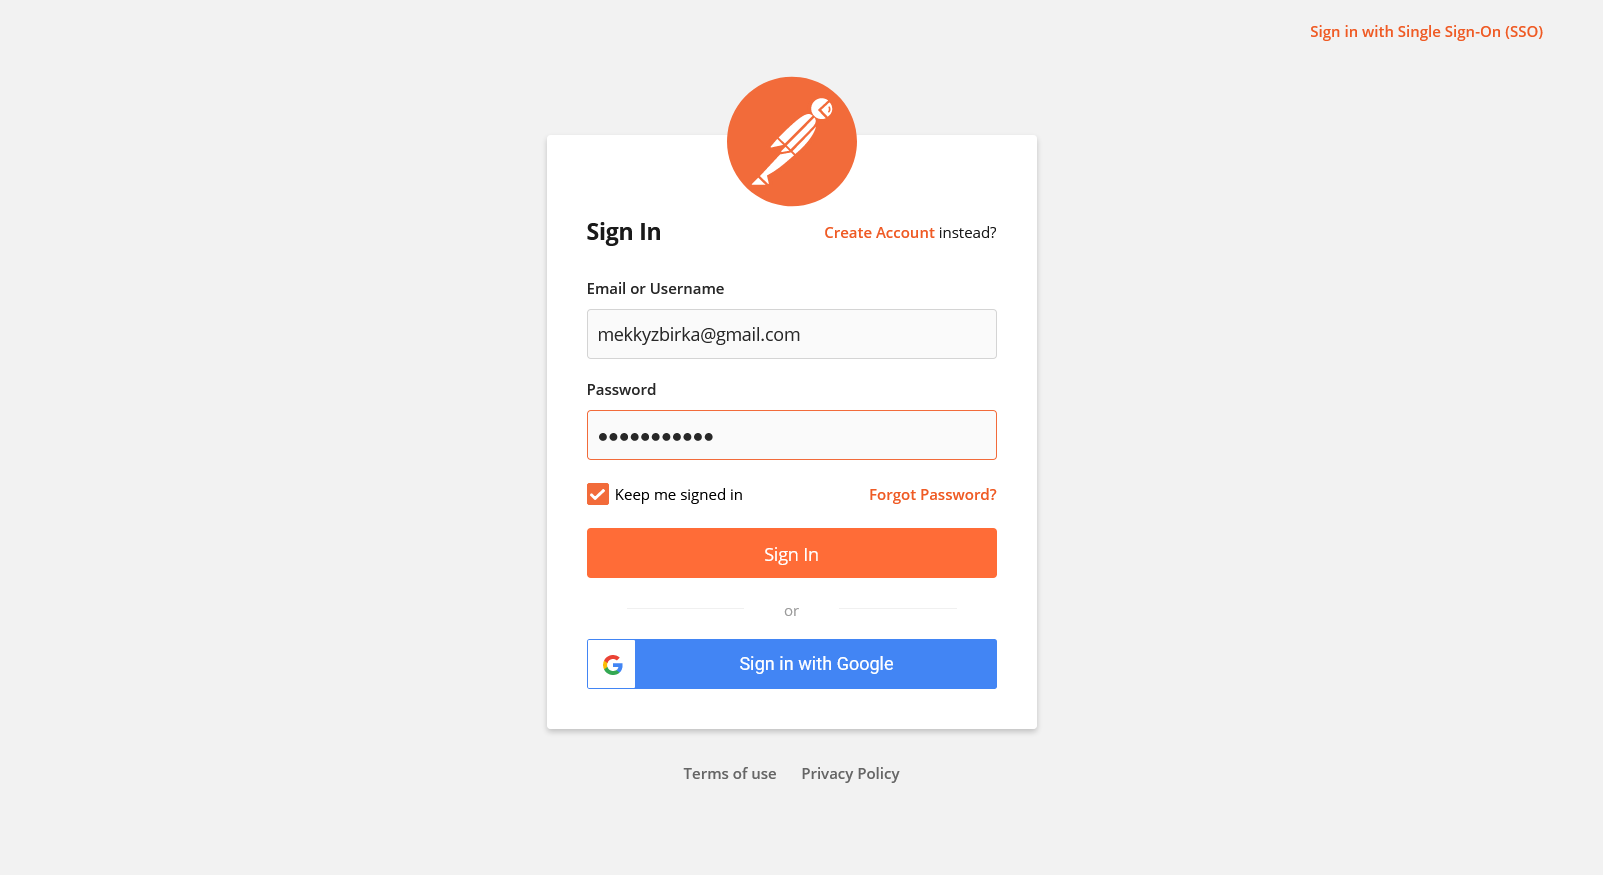 Sign in with Single Sign-On (SSO)
Sign In
Create Account instead?
Email or Username
mekkyzbirka@gmail.com
Password
●●●●●●●●●●●
Keep me signed in
Forgot Password?
Sign In
or
Sign in with Google
Terms of use
Privacy Policy